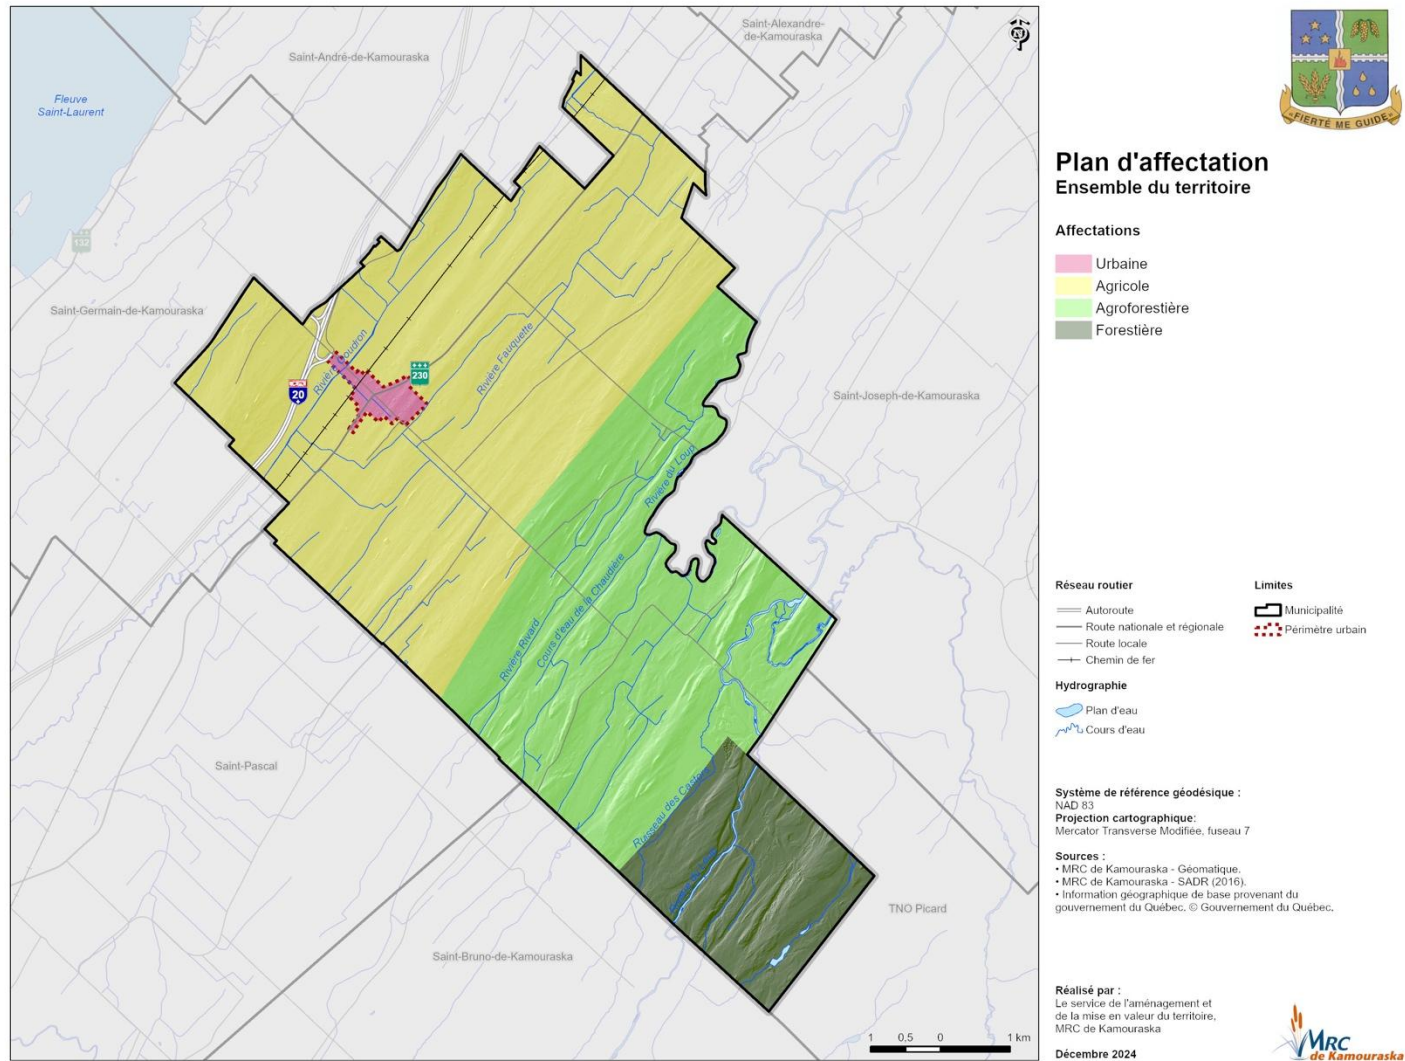 Saint-Alexandre-
de-Kamouraska
Saint-André-de-Kamouraska
N
Fleuve
Saint-Laurent
132
Saint-Germain-de-Kamouraska
Rivière Fouquette
230
20
Saint-Joseph-de-Kamouraska
Rivière du Loup
Cours d'eau de la Chaudière
Rivière Rivard
Saint-Pascal
Ruisseau des Castors
TNO Picard
Saint-Bruno-de-Kamouraska
1 0.5 0 1 km
«FIERTÉ ME GUIDE»
Plan d'affectation
Ensemble du territoire
Affectations
Urbaine
Agricole
Agroforestière
Forestière
Réseau routier
Autoroute
Route nationale et régionale
Route locale
Chemin de fer
Limites
Municipalité
Périmètre urbain
Hydrographie
Plan d'eau
Cours d'eau
Système de référence géodésique :
NAD 83
Projection cartographique:
Mercator Transverse Modifiée, fuseau 7
Sources :
• MRC de Kamouraska - Géomatique.
• MRC de Kamouraska - SADR (2016).
• Information géographique de base provenant du
gouvernement du Québec. © Gouvernement du Québec.
Réalisé par :
Le service de l'aménagement et
de la mise en valeur du territoire,
MRC de Kamouraska
Décembre 2024
MRC
de Kamouraska